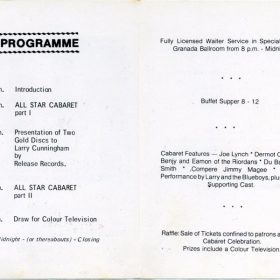 PROGRAMME
m. Introduction
m. ALL STAR CABARET
part I
m. Presentation of Two
Gold Discs to
Larry Cunningham
by
Release Records.
m. ALL STAR CABARET
part II
m. Draw for Colour Television
Midnight - (or thereabouts) - Closing
Fully Licensed Waiter Service in Special
Granada Ballroom from 8 p.m. - Midn
* * *
Buffet Supper 8 - 12
* * *
Cabaret Features — Joe Lynch * Dermot O
Benjy and Eamon of the Riordans * Du Ba
Smith * ,Compere Jimmy Magee *
Performance by Larry and the Blueboys, plus
Supporting Cast.
* * *
Raffle: Sale of Tickets confined to patrons a
Cabaret Celebration.
Prizes include a Colour Television.